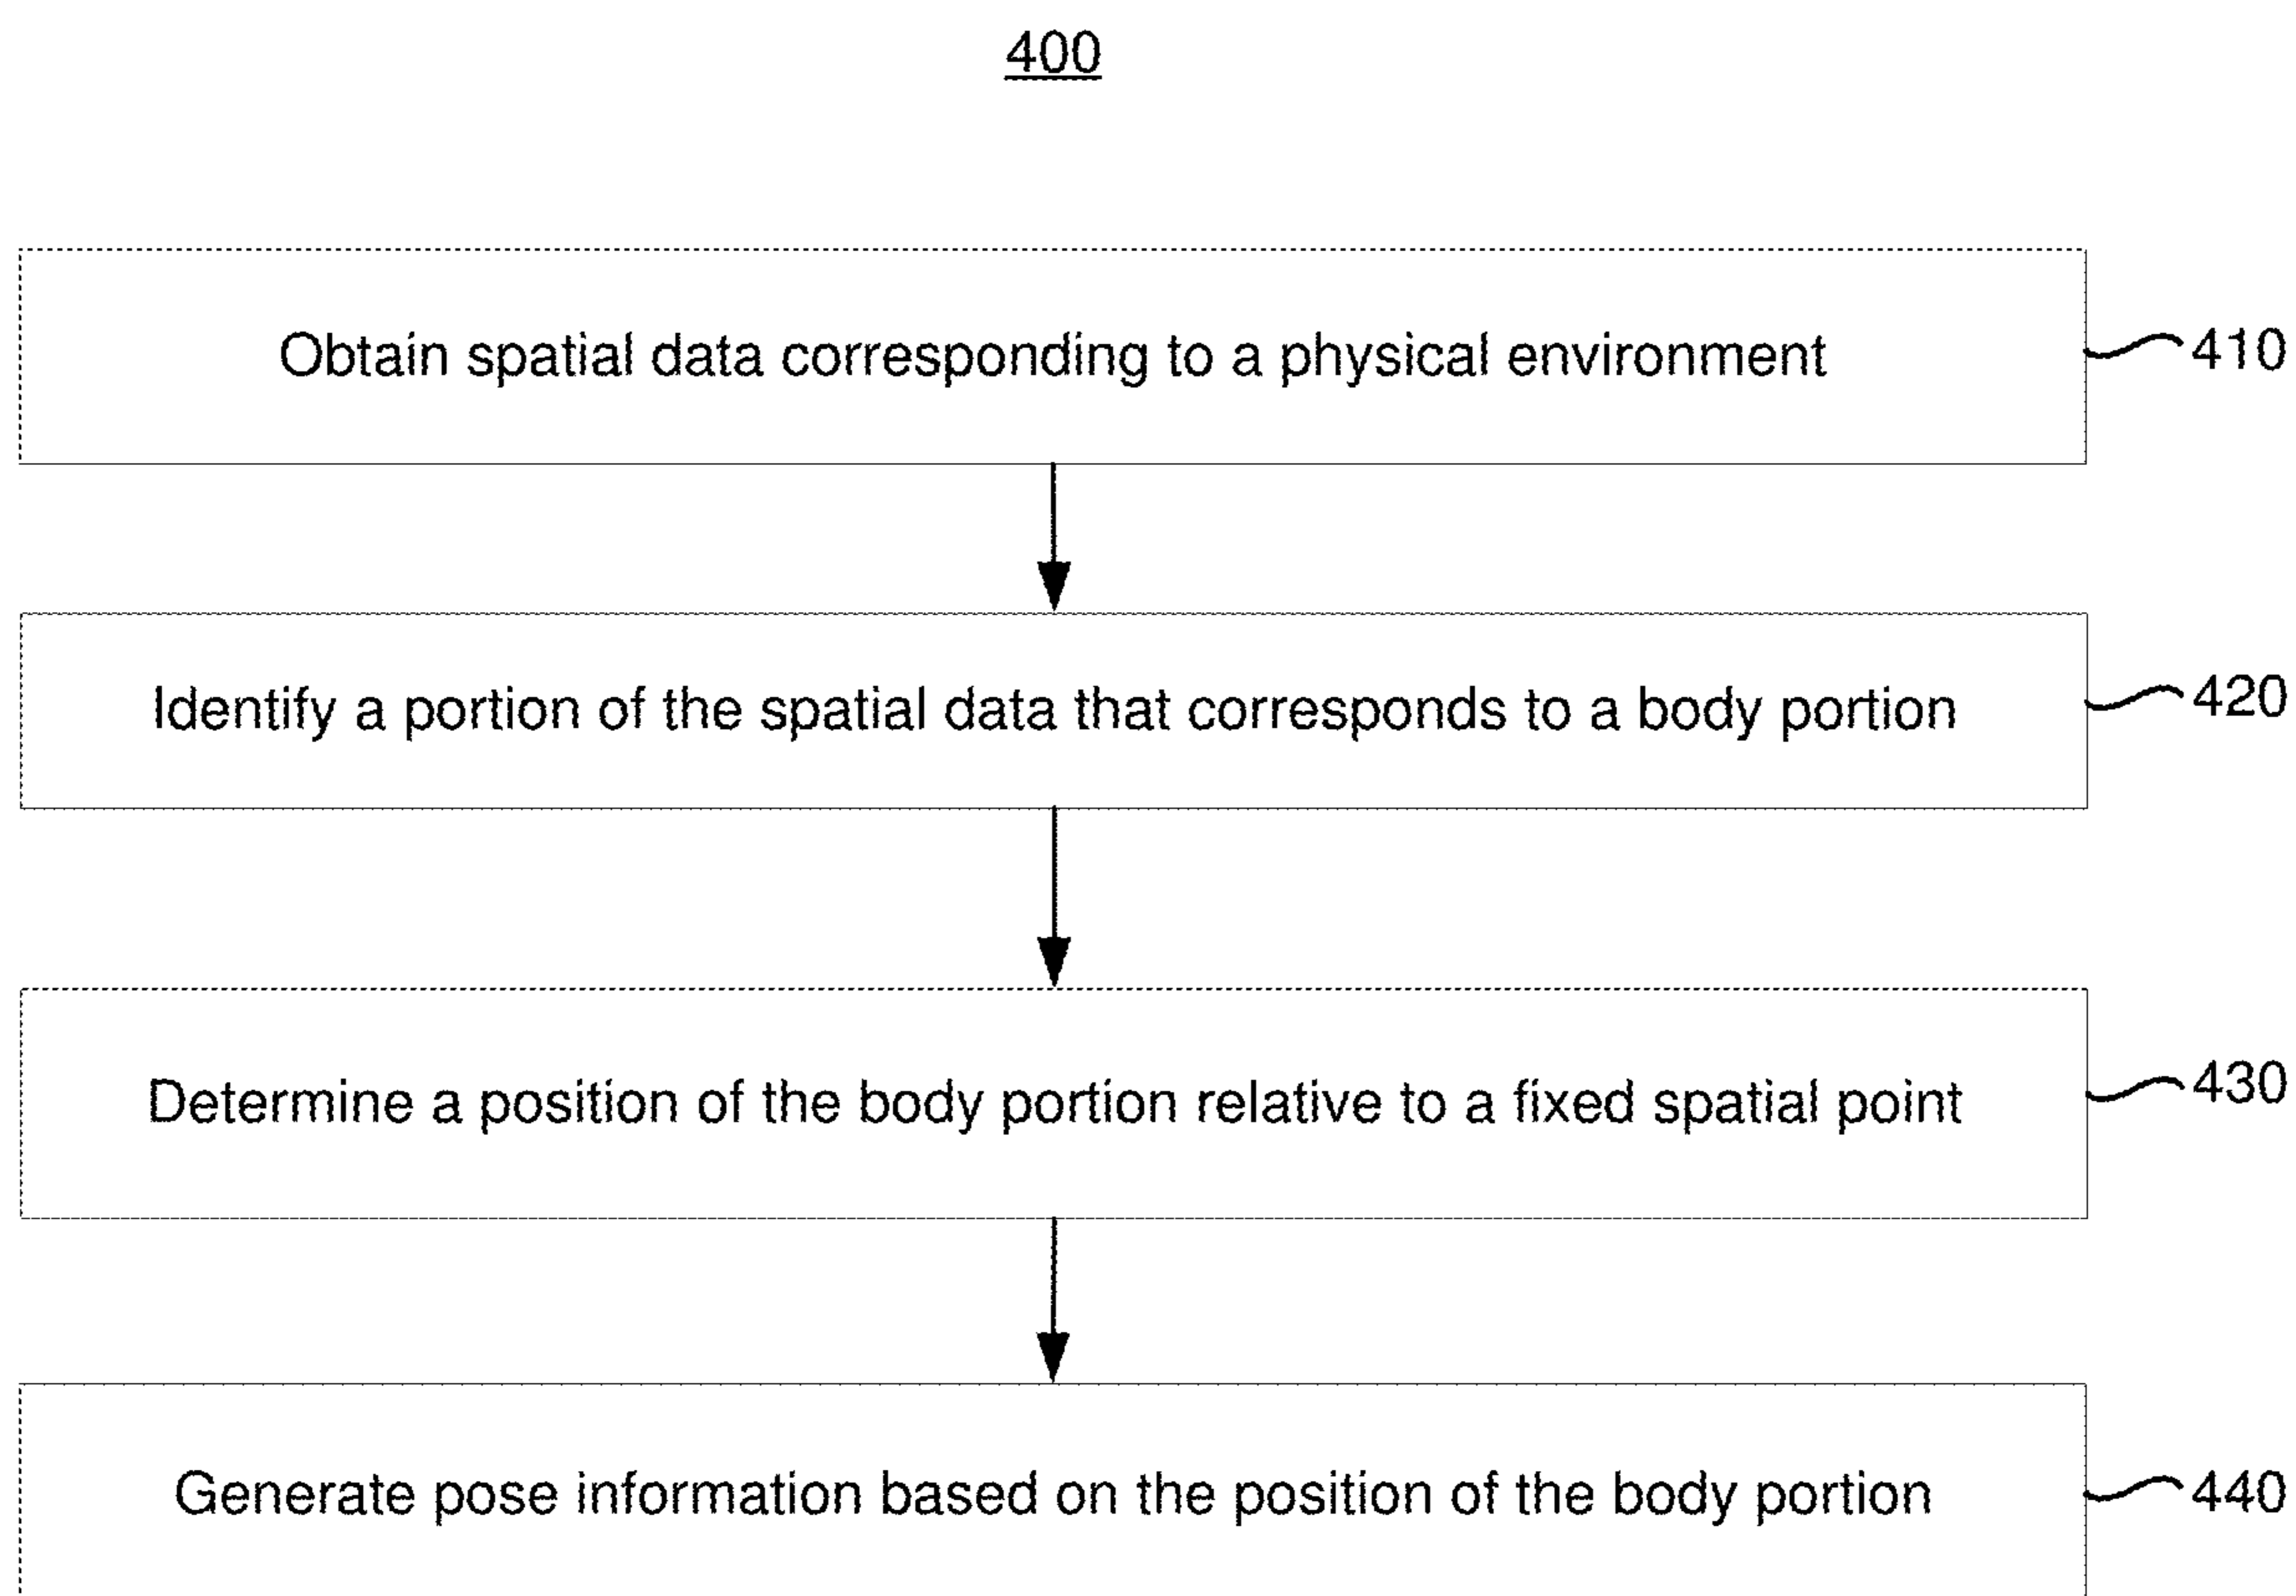 400
Obtain spatial data corresponding to a physical environment
410
Identify a portion of the spatial data that corresponds to a body portion
420
Determine a position of the body portion relative to a fixed spatial point
430
Generate pose information based on the position of the body portion
440